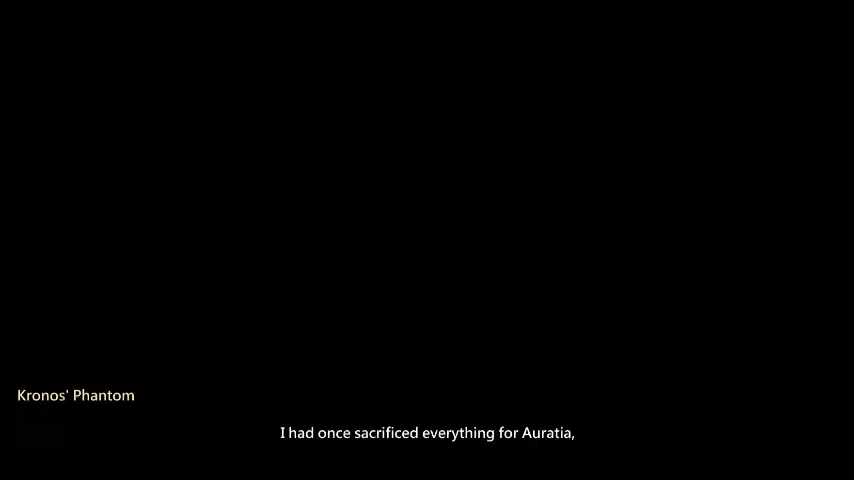 Kronos' Phantom
I had once sacrificed everything for Auratia,